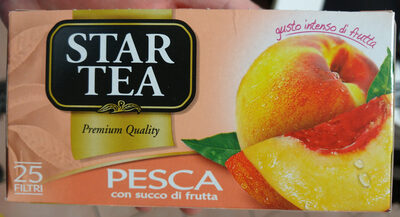 STAR
TEA
Premium Quality
gusto intenso di frutta
25
FILTRI
PESCA
con succo di frutta